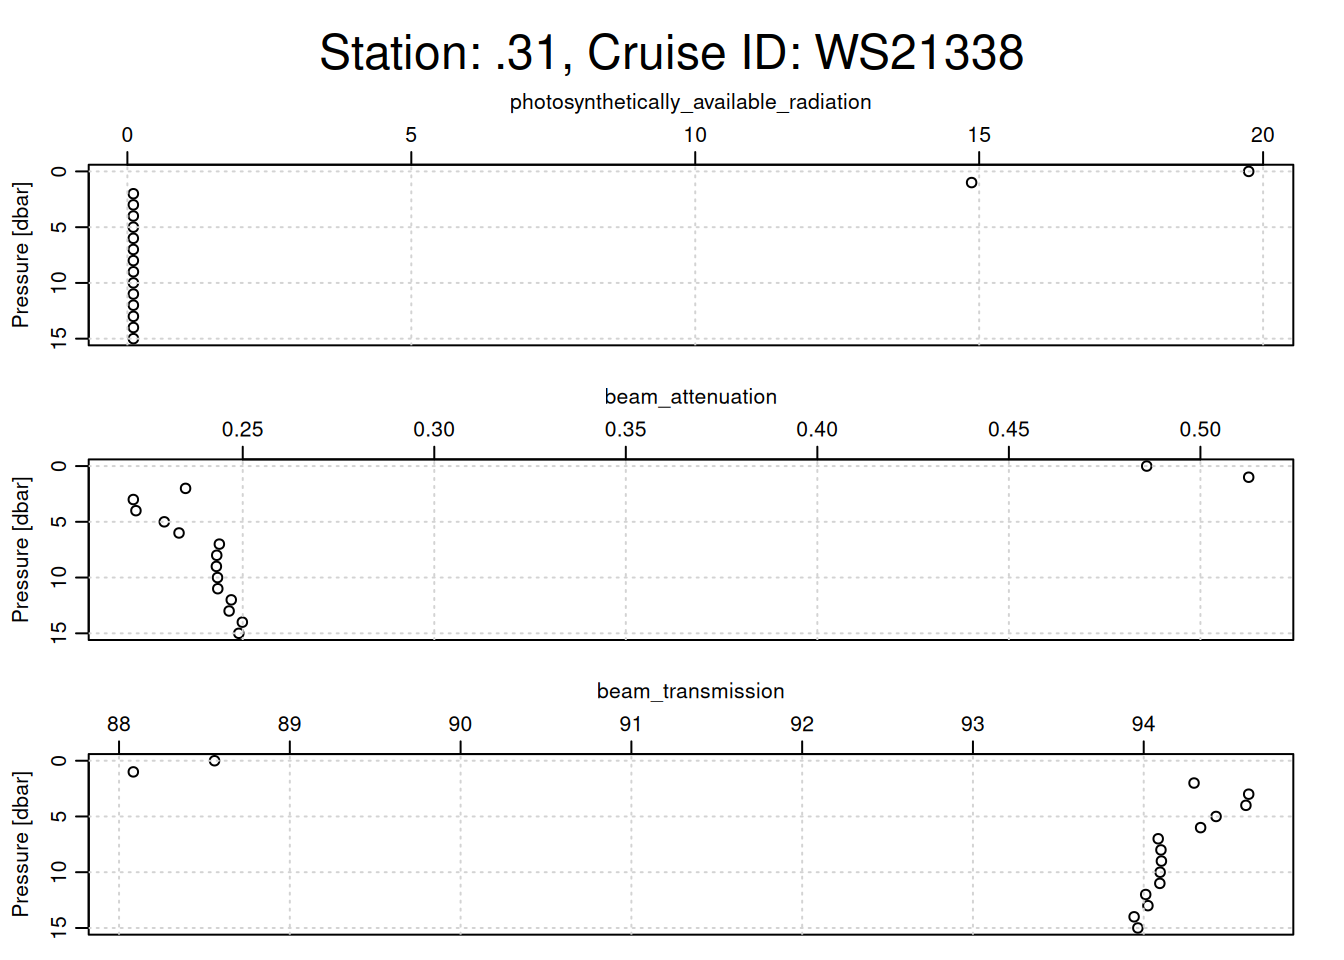 Station: .31, Cruise ID: WS21338
photosynthetically_available_radiation
0 5 10 15 20
Pressure [dbar]
0
5
10
15
beam_attenuation
0.25 0.30 0.35 0.40 0.45 0.50
Pressure [dbar]
0
5
10
15
beam_transmission
88 89 90 91 92 93 94
Pressure [dbar]
0
5
10
15